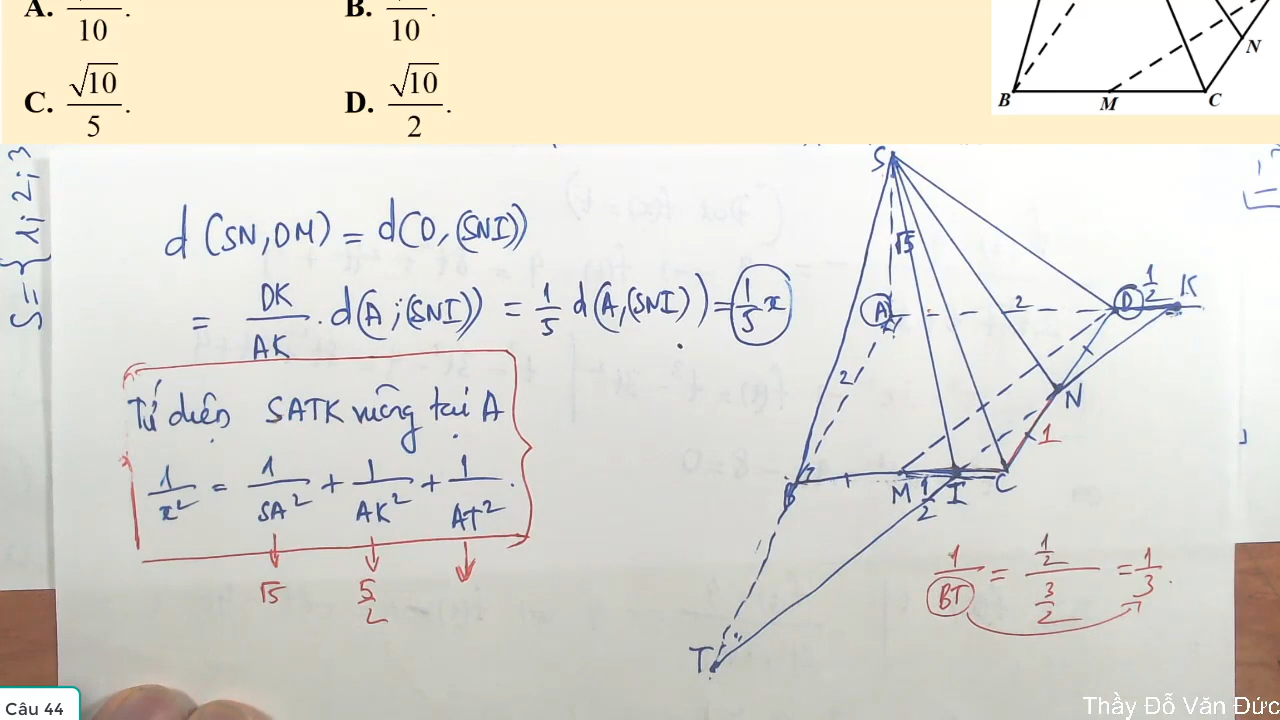 A. 10 .
B. 10 .
C. √10/5 .
D. √10/2 .
B M C N
S = { 1; 2; 3
d(SN, DM) = d(D, (SNI))
= DK/AK . d(A; (SNI)) = 1/5 d(A, (SNI)) = 1/5 x
Tứ diện SATK vuông tại A
1/x² = 1/SA² + 1/AK² + 1/AT² .
√5 5/2
S
√5
A 2 D 1/2 K
2
N
1
B M I C
1/2
T
1/BT = 1/2 / 3/2 = 1/3 .
Câu 44
Thầy Đỗ Văn Đức